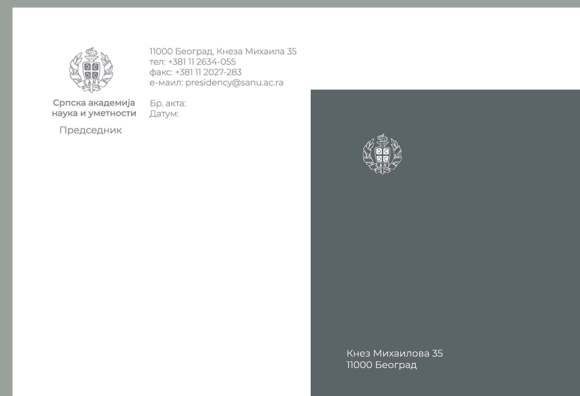 11000 Београд, Кнеза Михаила 35
тел: +381 11 2634-055
факс: +381 11 2027-283
е-маил: presidency@sanu.ac.ra
Српска академија
наука и уметности
Председник
Бр. акта:
Датум:
Кнез Михаилова 35
11000 Београд